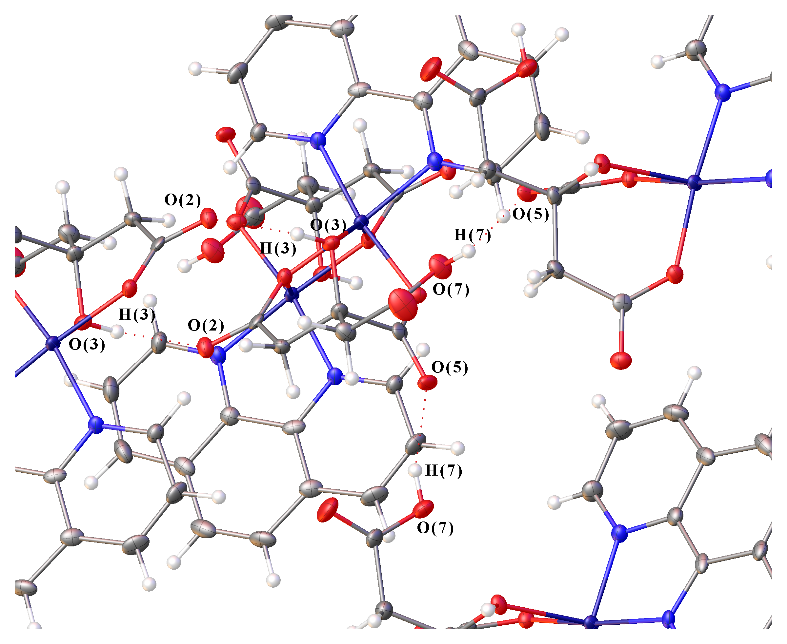 O(2)
O(5)
O(3)
H(7)
H(3)
O(7)
H(3)
O(2)
O(3)
O(5)
H(7)
O(7)